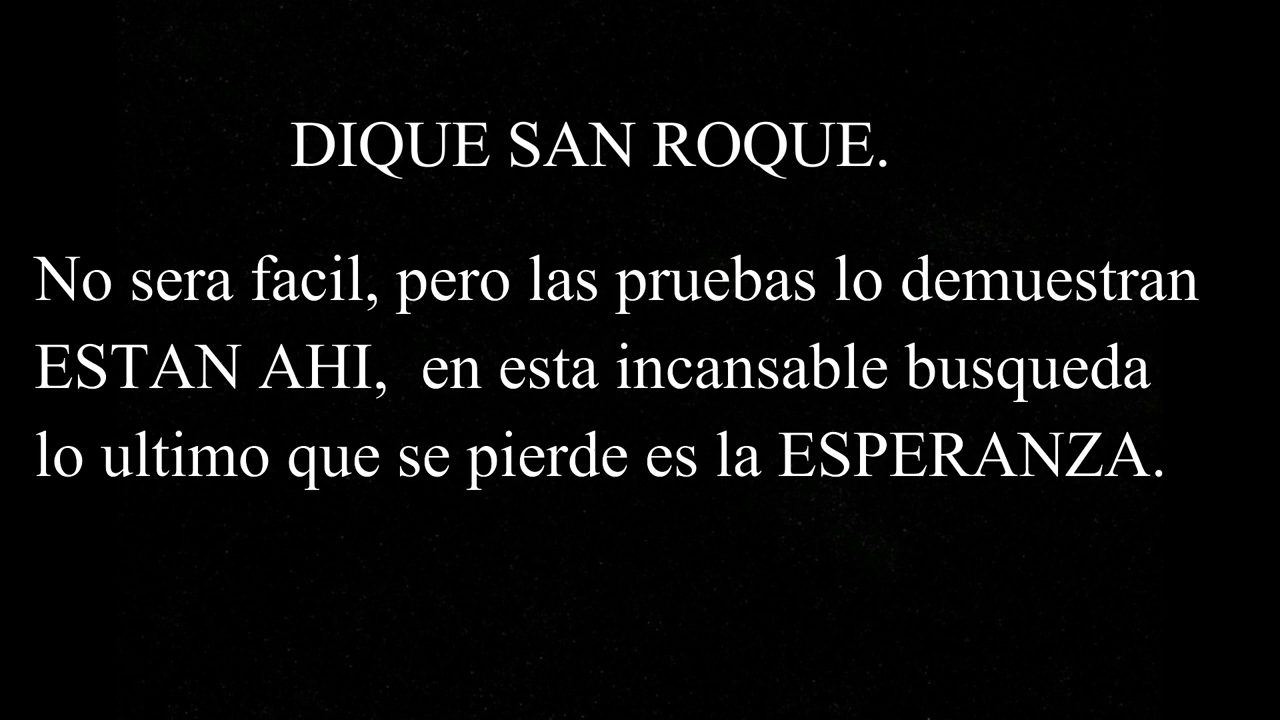 DIQUE SAN ROQUE.
No sera facil, pero las pruebas lo demuestran
ESTAN AHI,  en esta incansable busqueda
lo ultimo que se pierde es la ESPERANZA.